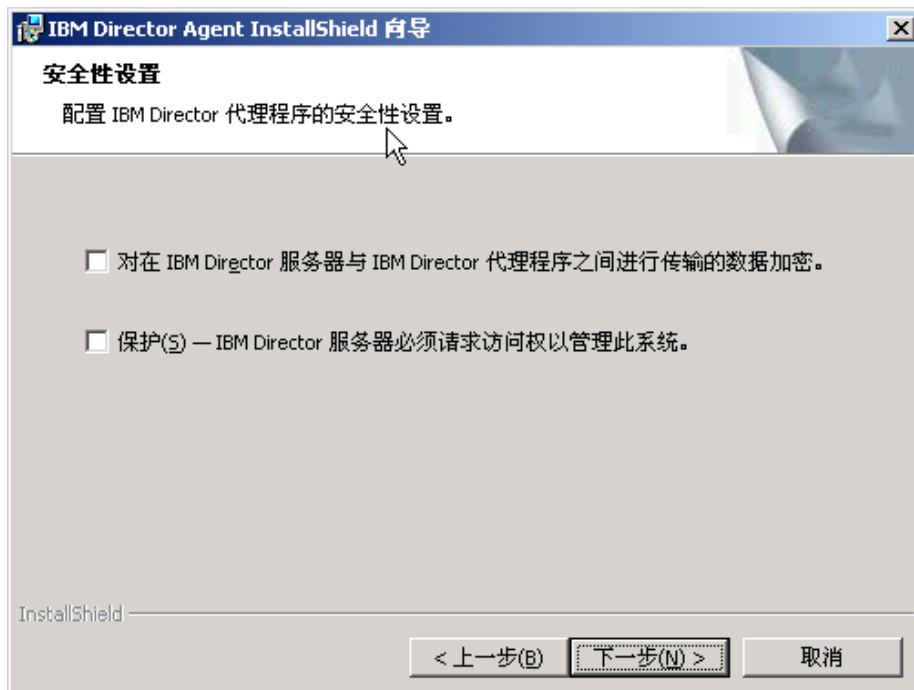 IBM Director Agent InstallShield 向导
安全性设置
配置 IBM Director 代理程序的安全性设置。
对在 IBM Director 服务器与 IBM Director 代理程序之间进行传输的数据加密。
保护(S) — IBM Director 服务器必须请求访问权以管理此系统。
InstallShield
< 上一步(B) 下一步(N) > 取消